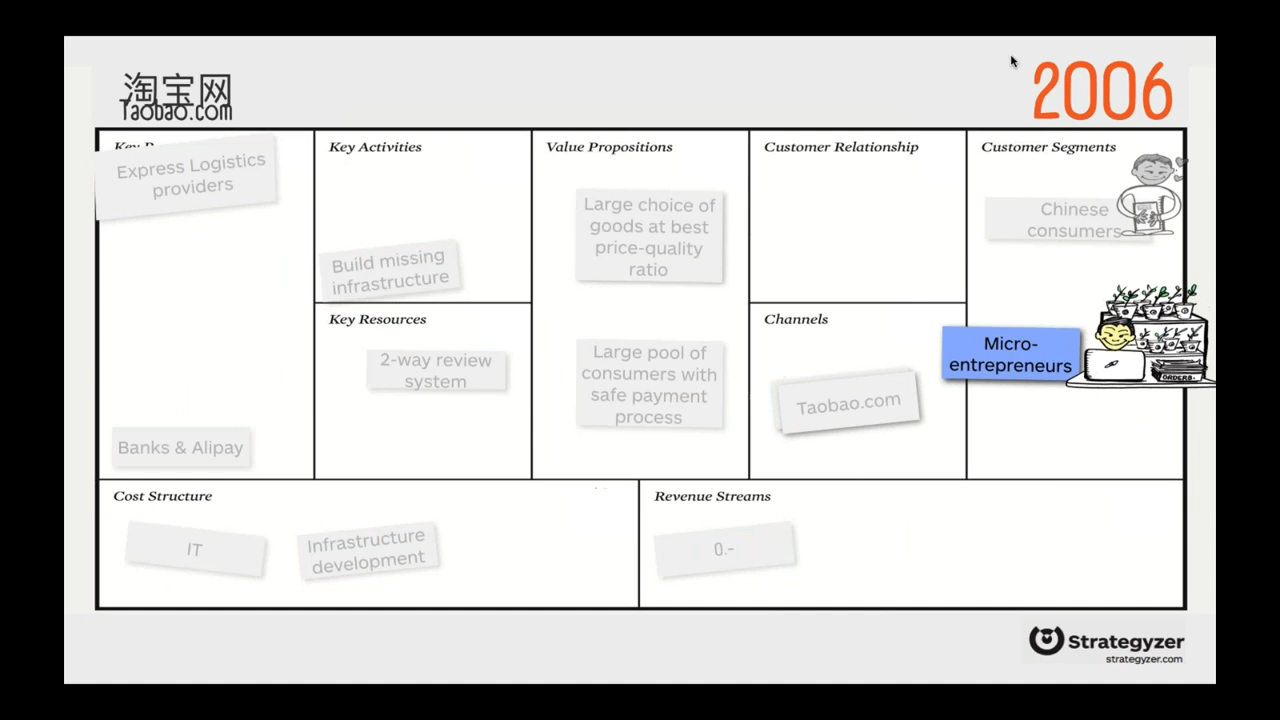 淘宝网
Taobao.com
2006
Key
Express Logistics
providers
Banks & Alipay
Key Activities
Build missing
infrastructure
Key Resources
2-way review
system
Value Propositions
Large choice of
goods at best
price-quality
ratio
Large pool of
consumers with
safe payment
process
Customer Relationship
Channels
Taobao.com
Customer Segments
Chinese
consumers
Micro-
entrepreneurs
ORDERS
Cost Structure
IT
Infrastructure
development
Revenue Streams
0.-
Strategyzer
strategyzer.com